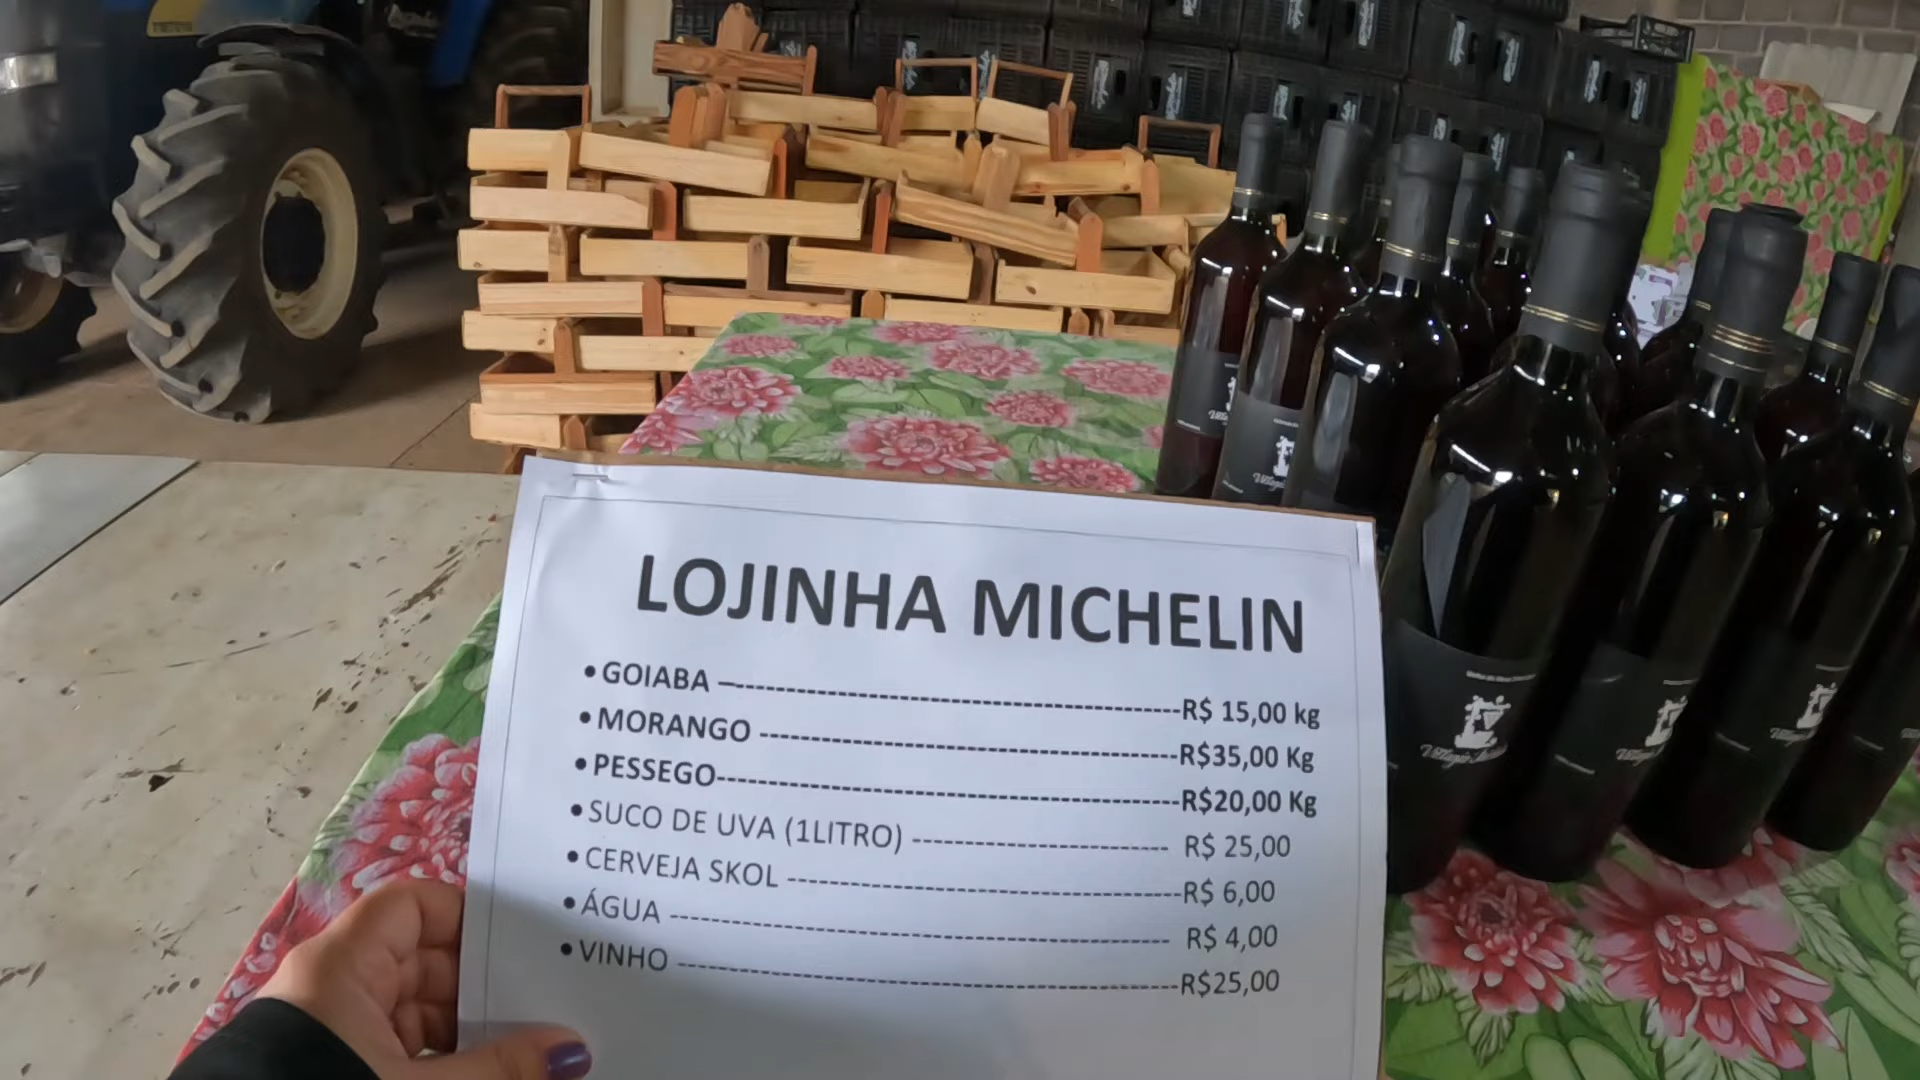 LOJINHA MICHELIN
•GOIABA –------------------------------------------R$ 15,00 kg
•MORANGO ---------------------------------------R$35,00 Kg
•PESSEGO-------------------------------------------R$20,00 Kg
•SUCO DE UVA (1LITRO) ------------------------ R$ 25,00
•CERVEJA SKOL -------------------------------------R$ 6,00
•ÁGUA ----------------------------------------------- R$ 4,00
•VINHO -----------------------------------------------R$25,00